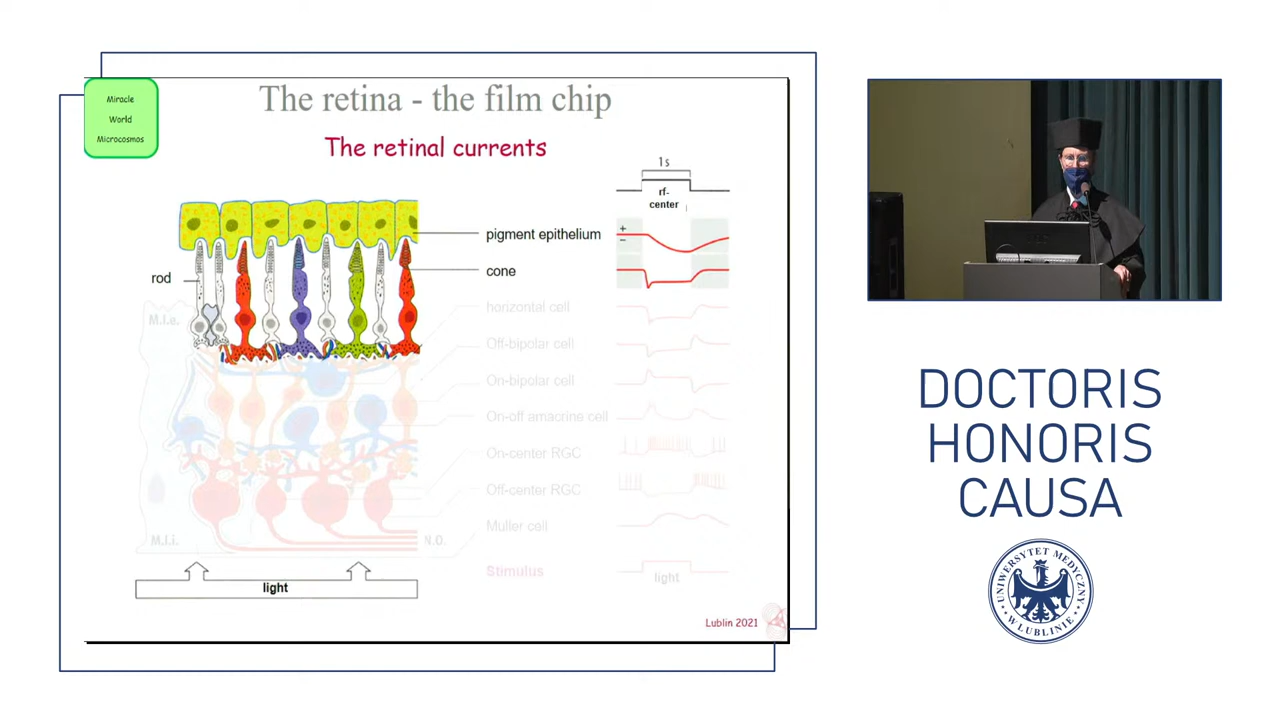 Miracle
World
Microcosmos
The retina - the film chip
The retinal currents
1s
rf-
center
+
−
pigment epithelium
rod
cone
M.l.e.
horizontal cell
Off-bipolar cell
On-bipolar cell
On-off amacrine cell
On-center RGC
Off-center RGC
Muller cell
M.l.i.
N.O.
Stimulus
light
light
Lublin 2021
DOCTORIS
HONORIS
CAUSA
UNIWERSYTET MEDYCZNY
W LUBLINIE